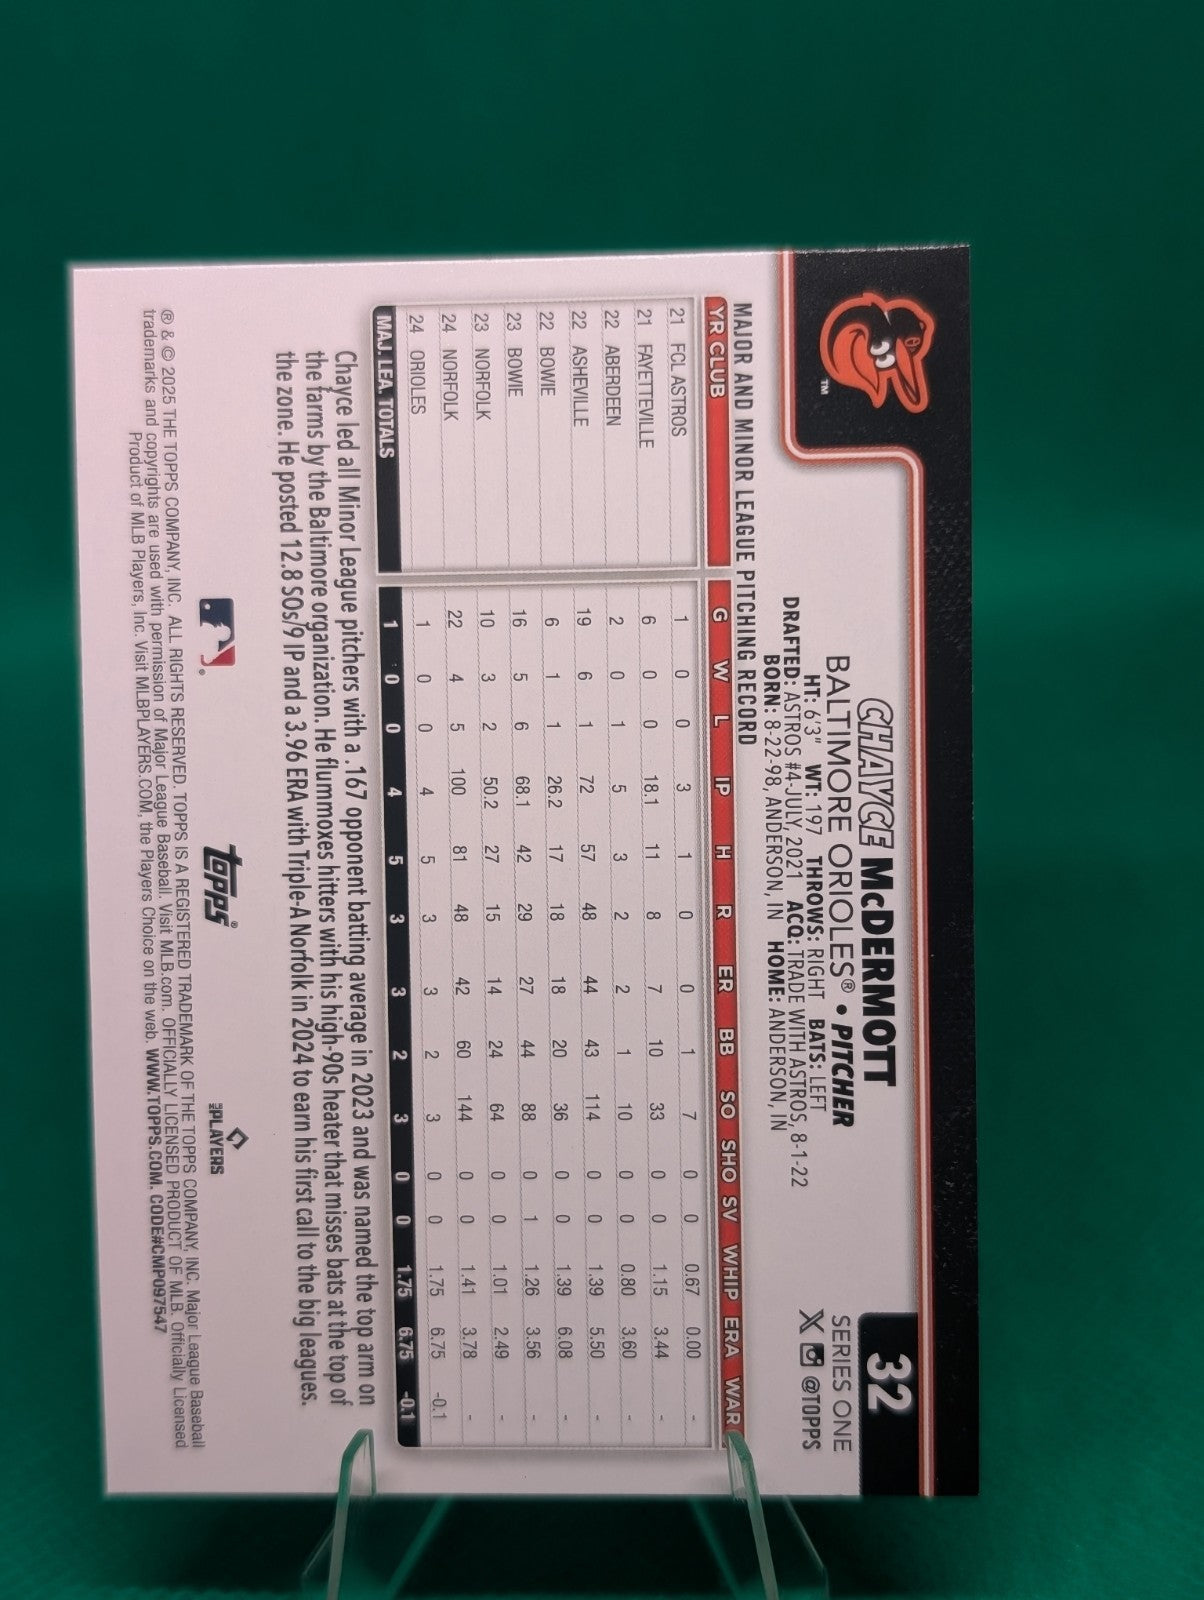 32
CHAYCE McDERMOTT
BALTIMORE ORIOLES® • PITCHER
SERIES ONE
@TOPPS
HT: 6'3" WT: 197 THROWS: RIGHT BATS: LEFT
DRAFTED: ASTROS #4-JULY, 2021 ACQ: TRADE WITH ASTROS, 8-1-22
BORN: 8-22-98, ANDERSON, IN HOME: ANDERSON, IN
TM
MAJOR AND MINOR LEAGUE PITCHING RECORD
YR CLUB G W L IP H R ER BB SO SHO SV WHIP ERA WAR
21 FCL ASTROS 1 0 0 3 1 0 0 1 7 0 0 0.67 0.00 -
21 FAYETTEVILLE 6 0 0 18.1 11 8 7 10 33 0 0 1.15 3.44 -
22 ABERDEEN 2 0 1 5 3 2 2 1 10 0 0 0.80 3.60 -
22 ASHEVILLE 19 6 1 72 57 48 44 43 114 0 0 1.39 5.50 -
22 BOWIE 6 1 1 26.2 17 18 18 20 36 0 0 1.39 6.08 -
23 BOWIE 16 5 6 68.1 42 29 27 44 88 0 1 1.26 3.56 -
23 NORFOLK 10 3 2 50.2 27 15 14 24 64 0 0 1.01 2.49 -
24 NORFOLK 22 4 5 100 81 48 42 60 144 0 0 1.41 3.78 -
24 ORIOLES 1 0 0 4 5 3 3 2 3 0 0 1.75 6.75 -0.1
MAJ. LEA. TOTALS 1 0 0 4 5 3 3 2 3 0 0 1.75 6.75 -0.1
Chayce led all Minor League pitchers with a .167 opponent batting average in 2023 and was named the top arm on
the farms by the Baltimore organization. He flummoxes hitters with his high-90s heater that misses bats at the top of
the zone. He posted 12.8 SOs/9 IP and a 3.96 ERA with Triple-A Norfolk in 2024 to earn his first call to the big leagues.
topps®
MLB PLAYERS
® & © 2025 THE TOPPS COMPANY, INC. ALL RIGHTS RESERVED. TOPPS IS A REGISTERED TRADEMARK OF THE TOPPS COMPANY, INC. Major League Baseball
trademarks and copyrights are used with permission of Major League Baseball. Visit MLB.com. OFFICIALLY LICENSED PRODUCT OF MLB. Officially Licensed
Product of MLB Players, Inc. Visit MLBPLAYERS.COM, the Players Choice on the web. WWW.TOPPS.COM. CODE#CMP097547